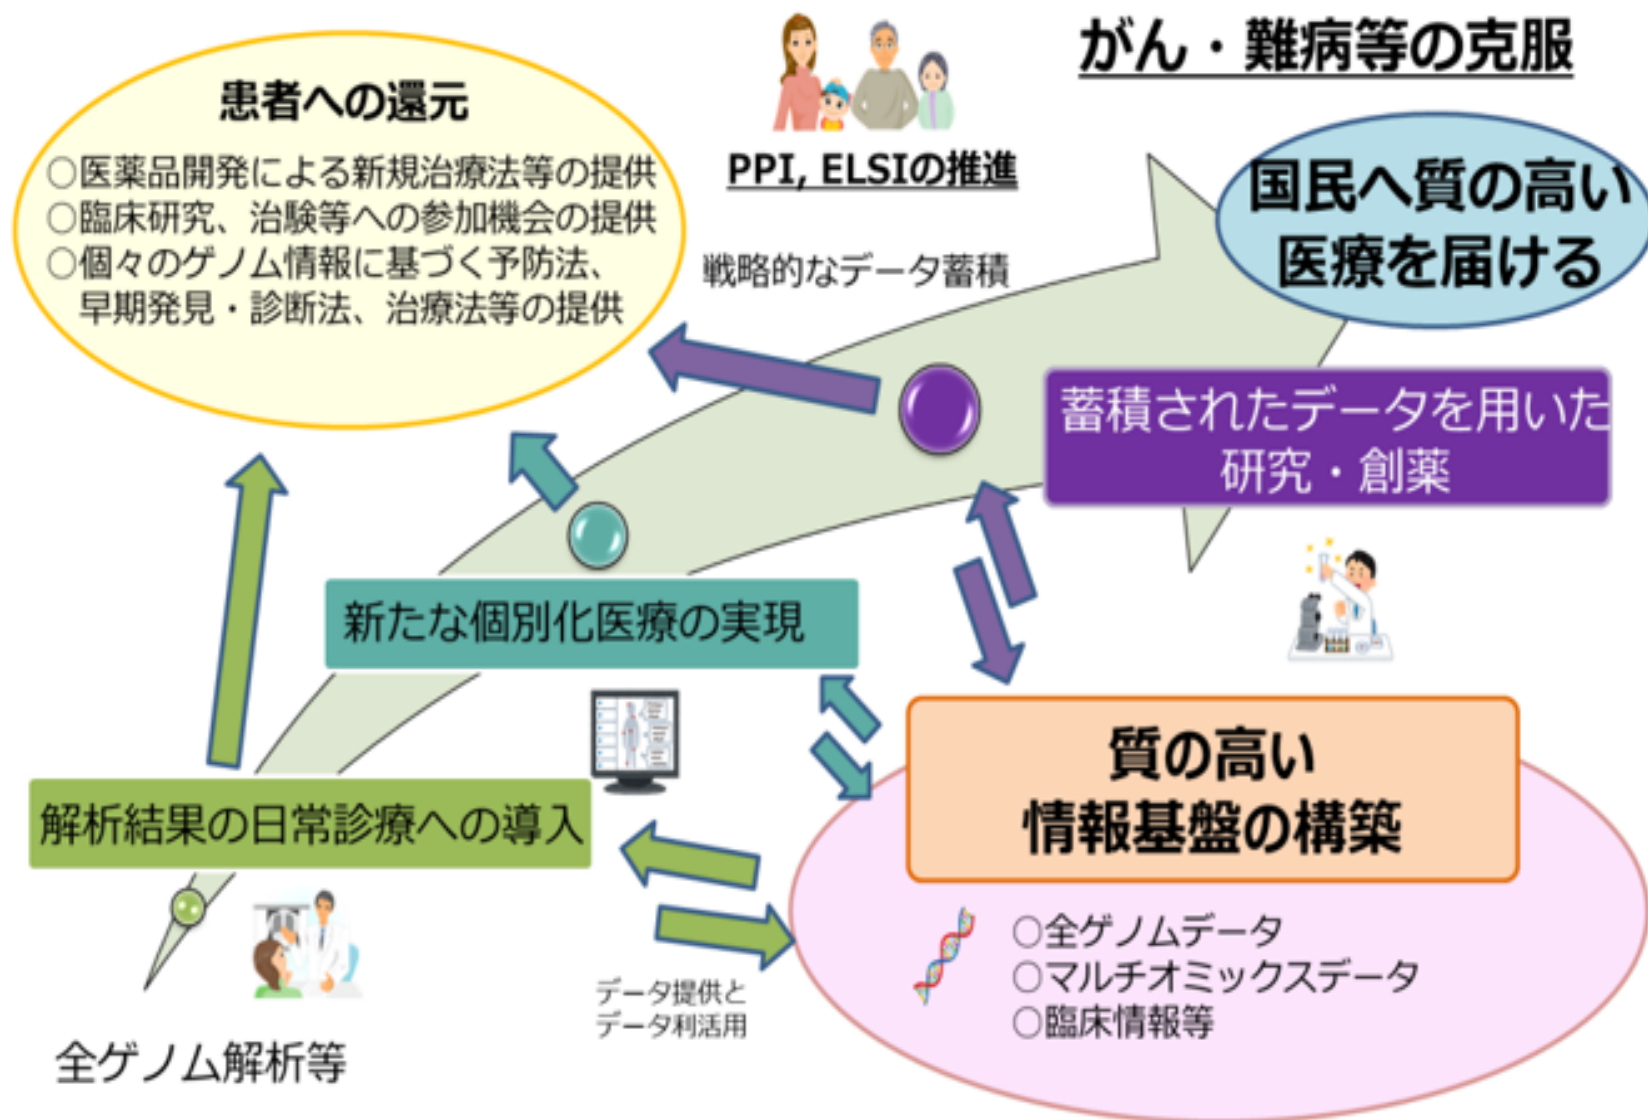 がん・難病等の克服
患者への還元
○医薬品開発による新規治療法等の提供
○臨床研究、治験等への参加機会の提供
○個々のゲノム情報に基づく予防法、
早期発見・診断法、治療法等の提供
PPI, ELSIの推進
戦略的なデータ蓄積
国民へ質の高い
医療を届ける
蓄積されたデータを用いた
研究・創薬
新たな個別化医療の実現
解析結果の日常診療への導入
質の高い
情報基盤の構築
○全ゲノムデータ
○マルチオミックスデータ
○臨床情報等
データ提供と
データ利活用
全ゲノム解析等